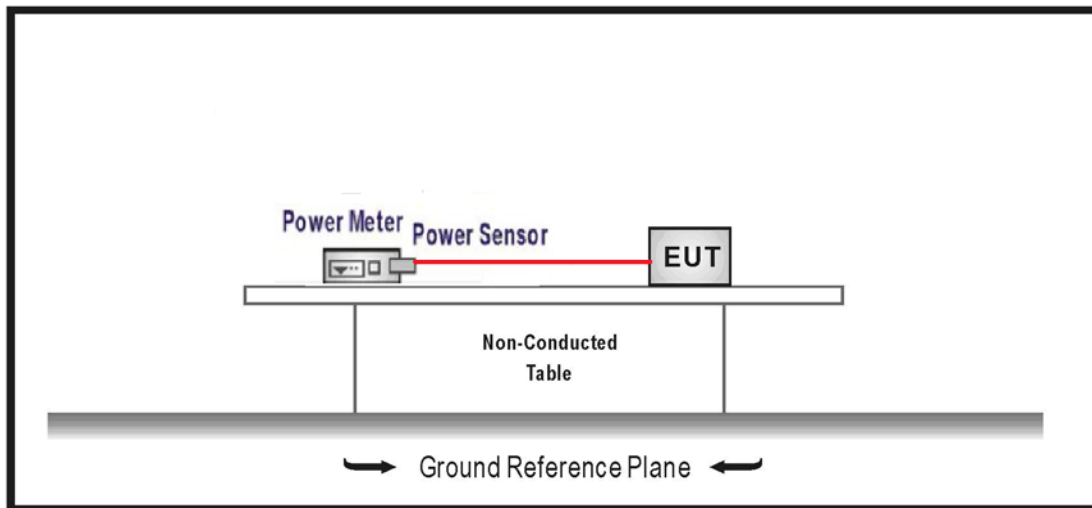 Power Meter
Power Sensor
EUT
Non-Conducted
Table
Ground Reference Plane